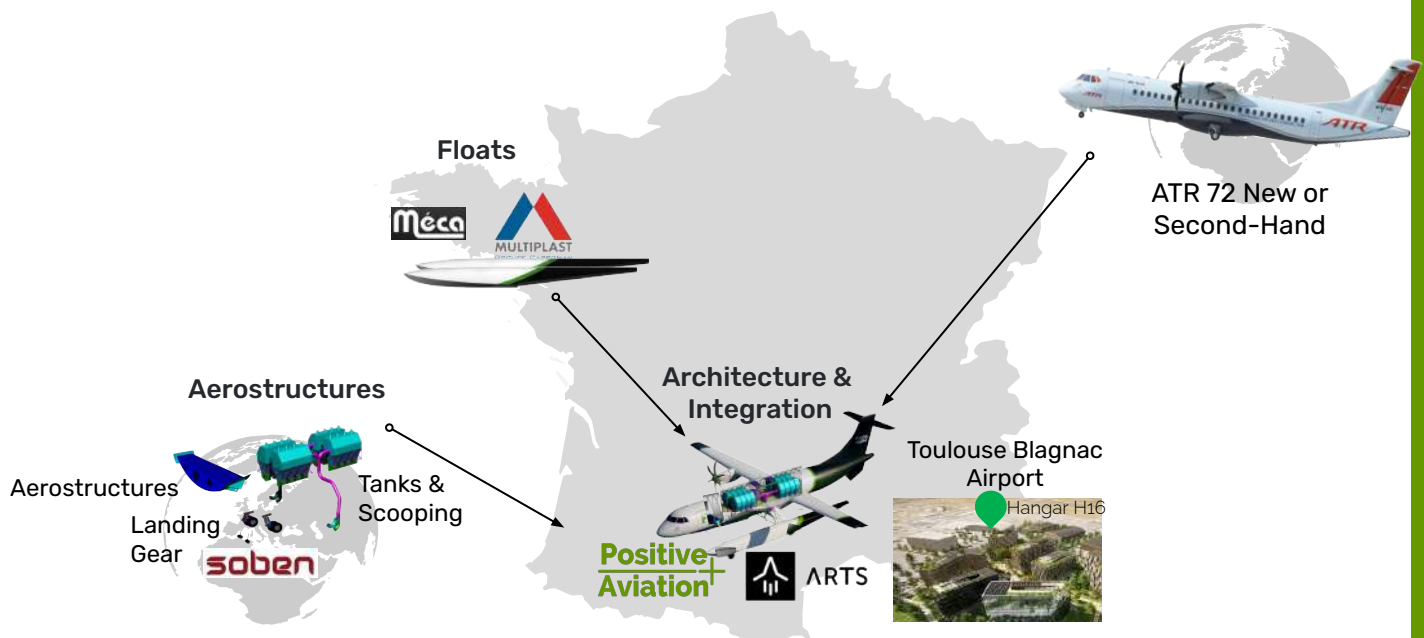 Floats
Méca
MULTIPLAST
ATR
ATR 72 New or
Second-Hand
Architecture &
Integration
Aerostructures
Aerostructures
Landing
Gear
Tanks &
Scooping
soben
Toulouse Blagnac
Airport
Hangar H16
Positive
Aviation
ARTS